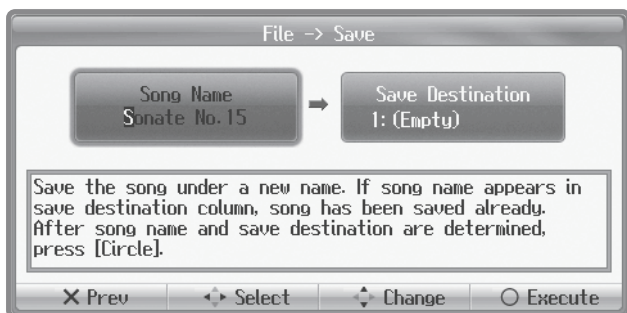 File -> Save
Song Name
Sonate No.15
Save Destination
1: (Empty)
Save the song under a new name. If song name appears in
save destination column, song has been saved already.
After song name and save destination are determined,
press [Circle].
Prev
Select
Change
Execute